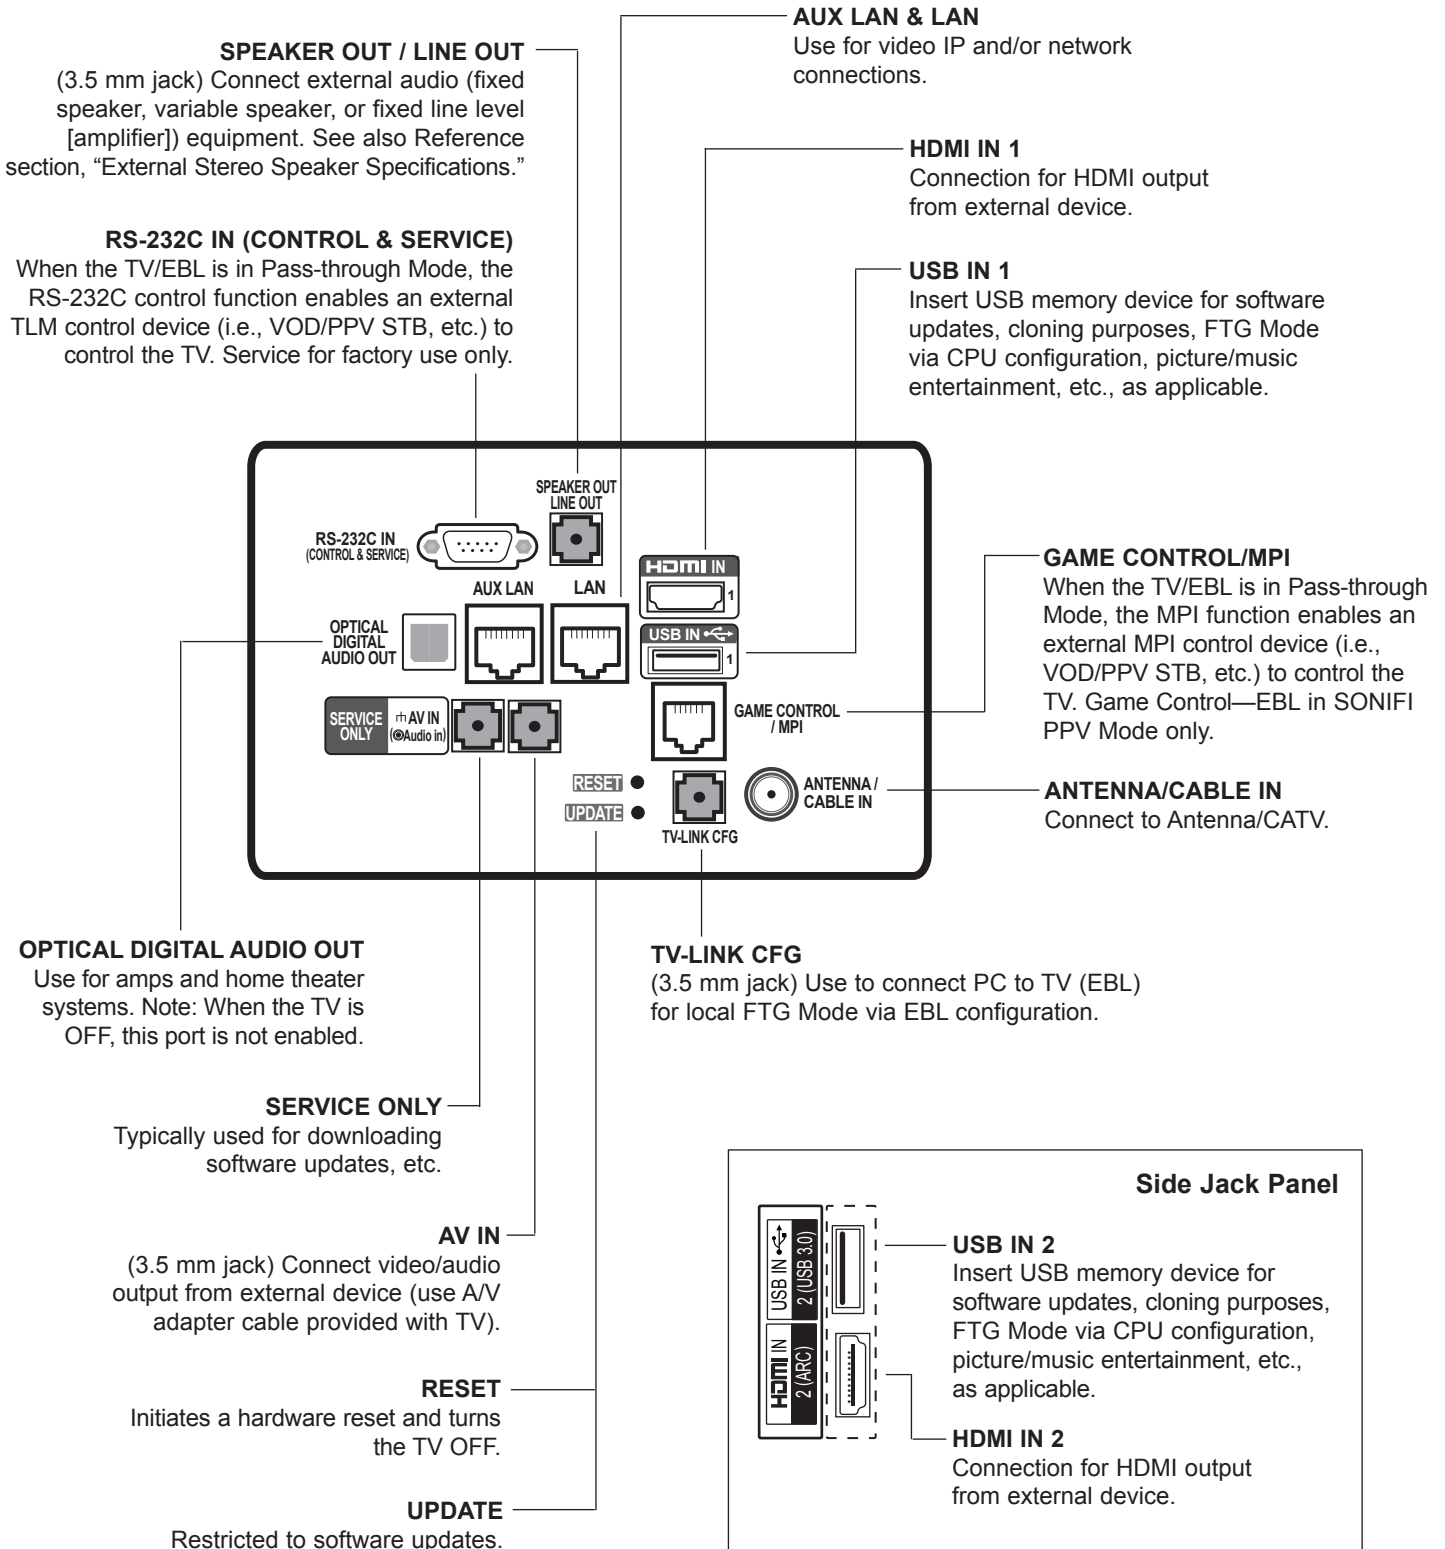 AUX LAN & LAN
Use for video IP and/or network
connections.
SPEAKER OUT / LINE OUT
(3.5 mm jack) Connect external audio (fixed
speaker, variable speaker, or fixed line level
[amplifier]) equipment. See also Reference
section, “External Stereo Speaker Specifications.”
HDMI IN 1
Connection for HDMI output
from external device.
RS-232C IN (CONTROL & SERVICE)
When the TV/EBL is in Pass-through Mode, the
RS-232C control function enables an external
TLM control device (i.e., VOD/PPV STB, etc.) to
control the TV. Service for factory use only.
USB IN 1
Insert USB memory device for software
updates, cloning purposes, FTG Mode
via CPU configuration, picture/music
entertainment, etc., as applicable.
SPEAKER OUT
LINE OUT
RS-232C IN
(CONTROL & SERVICE)
HDMI IN
1
AUX LAN
LAN
OPTICAL
DIGITAL
AUDIO OUT
USB IN
1
SERVICE
ONLY
AV IN
(Audio in)
GAME CONTROL
/ MPI
RESET
UPDATE
TV-LINK CFG
ANTENNA /
CABLE IN
GAME CONTROL/MPI
When the TV/EBL is in Pass-through
Mode, the MPI function enables an
external MPI control device (i.e.,
VOD/PPV STB, etc.) to control the
TV. Game Control—EBL in SONIFI
PPV Mode only.
ANTENNA/CABLE IN
Connect to Antenna/CATV.
OPTICAL DIGITAL AUDIO OUT
Use for amps and home theater
systems. Note: When the TV is
OFF, this port is not enabled.
TV-LINK CFG
(3.5 mm jack) Use to connect PC to TV (EBL)
for local FTG Mode via EBL configuration.
SERVICE ONLY
Typically used for downloading
software updates, etc.
AV IN
(3.5 mm jack) Connect video/audio
output from external device (use A/V
adapter cable provided with TV).
RESET
Initiates a hardware reset and turns
the TV OFF.
UPDATE
Restricted to software updates.
Side Jack Panel
USB IN
2 (USB 3.0)
HDMI IN
2 (ARC)
USB IN 2
Insert USB memory device for
software updates, cloning purposes,
FTG Mode via CPU configuration,
picture/music entertainment, etc.,
as applicable.
HDMI IN 2
Connection for HDMI output
from external device.